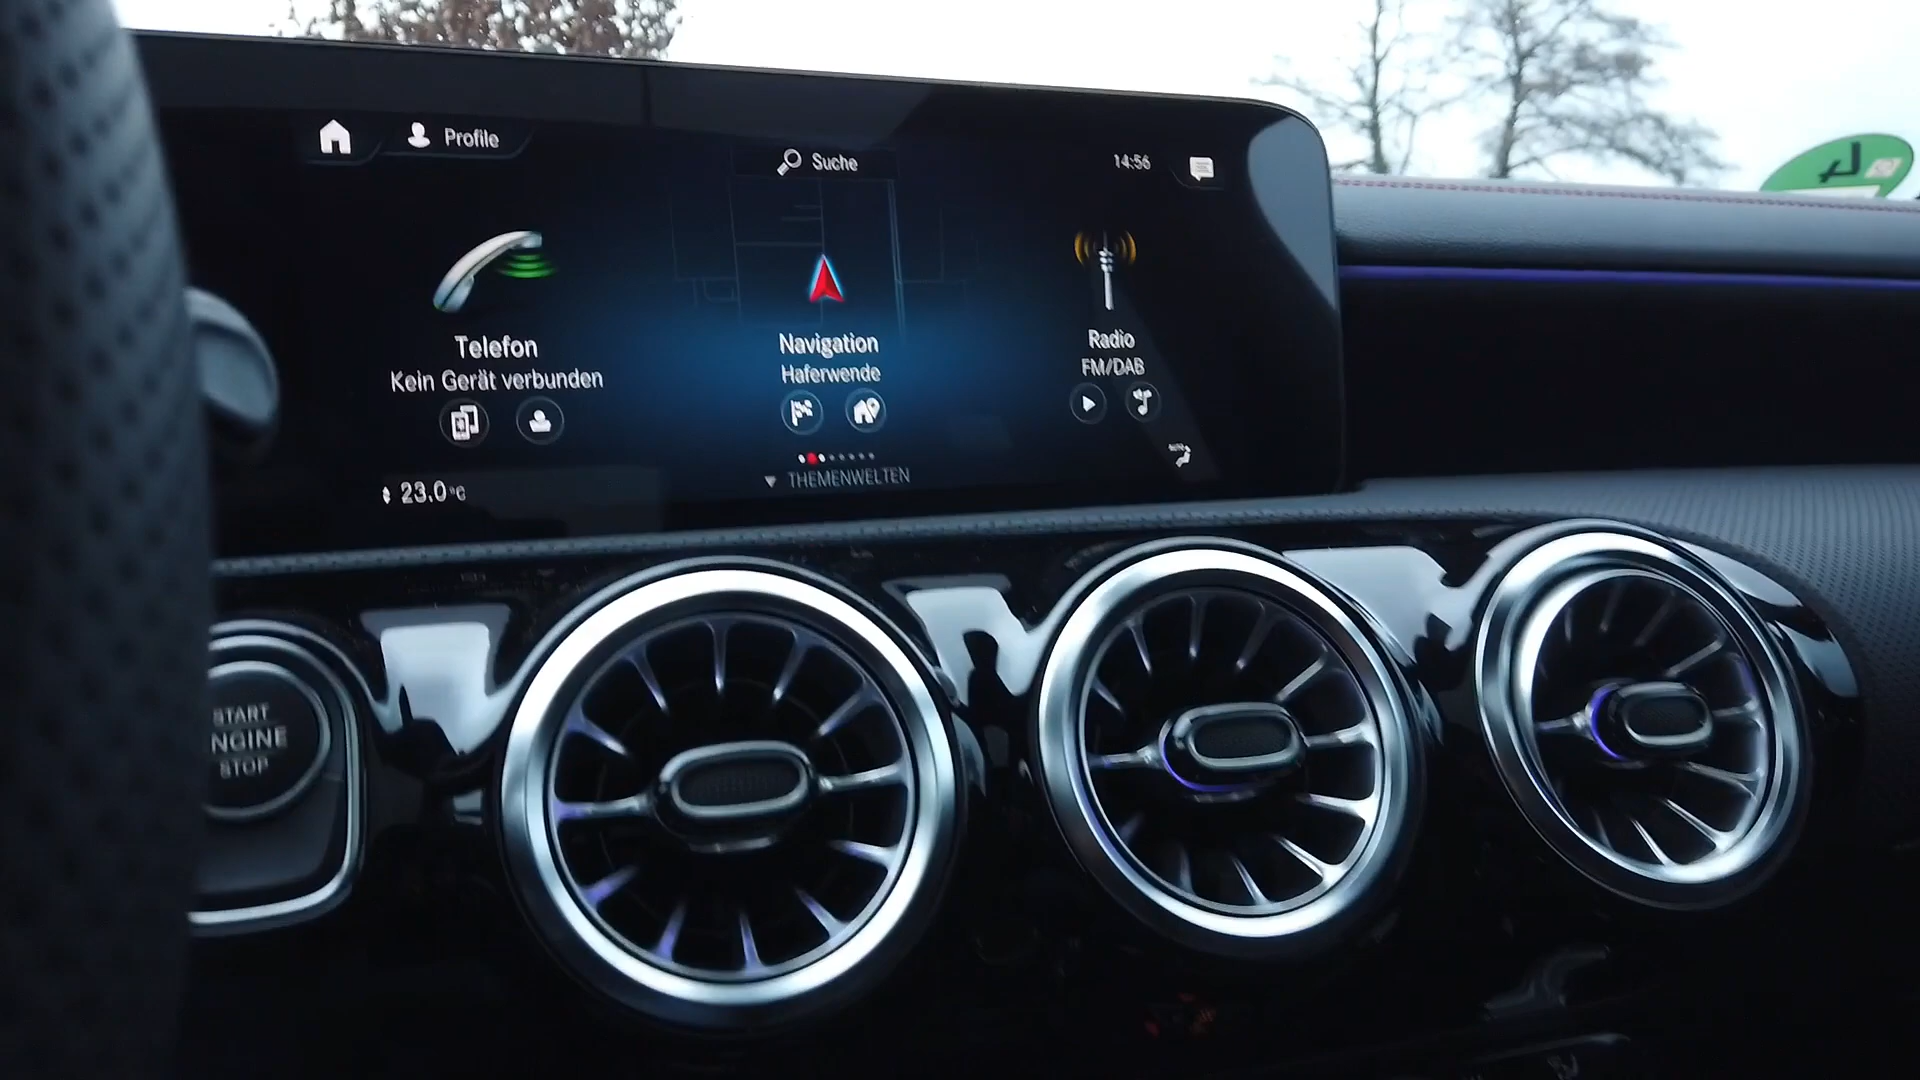 Profile
Suche
14:56
Telefon
Kein Gerät verbunden
Navigation
Haferwende
Radio
FM/DAB
AUTO
THEMENWELTEN
23.0°C
START
NGINE
STOP